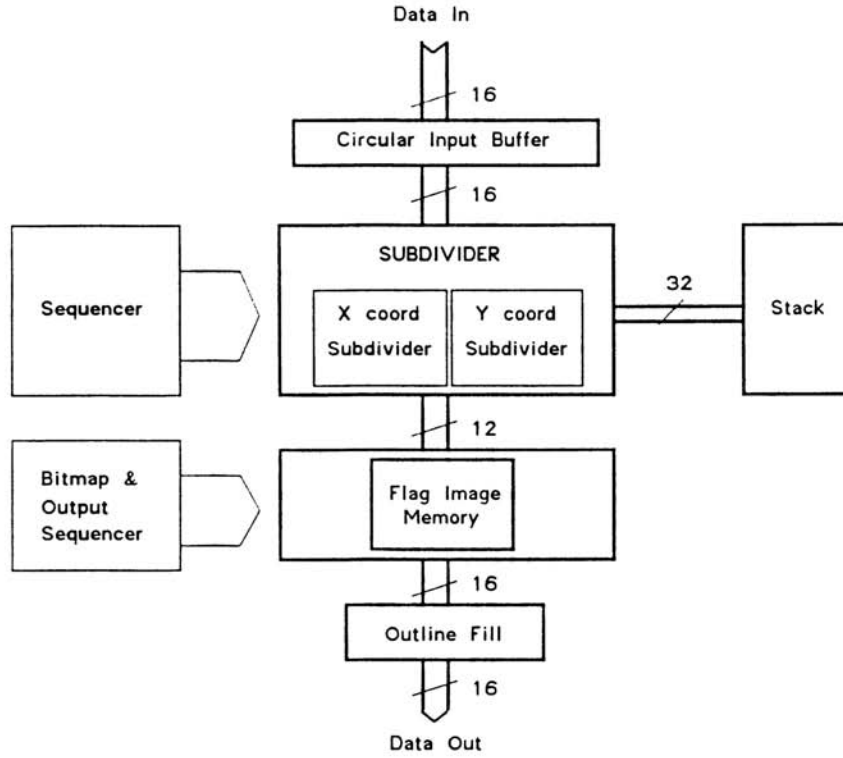 Data In
16
Circular Input Buffer
16
Sequencer
SUBDIVIDER
X coord
Subdivider
Y coord
Subdivider
32
Stack
12
Bitmap &
Output
Sequencer
Flag Image
Memory
16
Outline Fill
16
Data Out